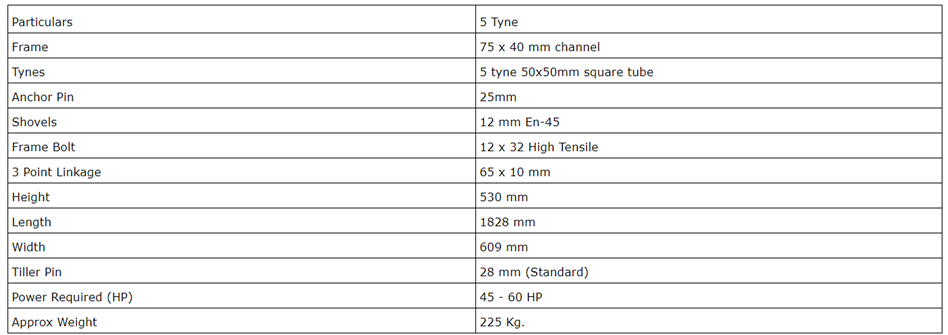 Particulars 5 Tyne
Frame 75 x 40 mm channel
Tynes 5 tyne 50x50mm square tube
Anchor Pin 25mm
Shovels 12 mm En-45
Frame Bolt 12 x 32 High Tensile
3 Point Linkage 65 x 10 mm
Height 530 mm
Length 1828 mm
Width 609 mm
Tiller Pin 28 mm (Standard)
Power Required (HP) 45 - 60 HP
Approx Weight 225 Kg.